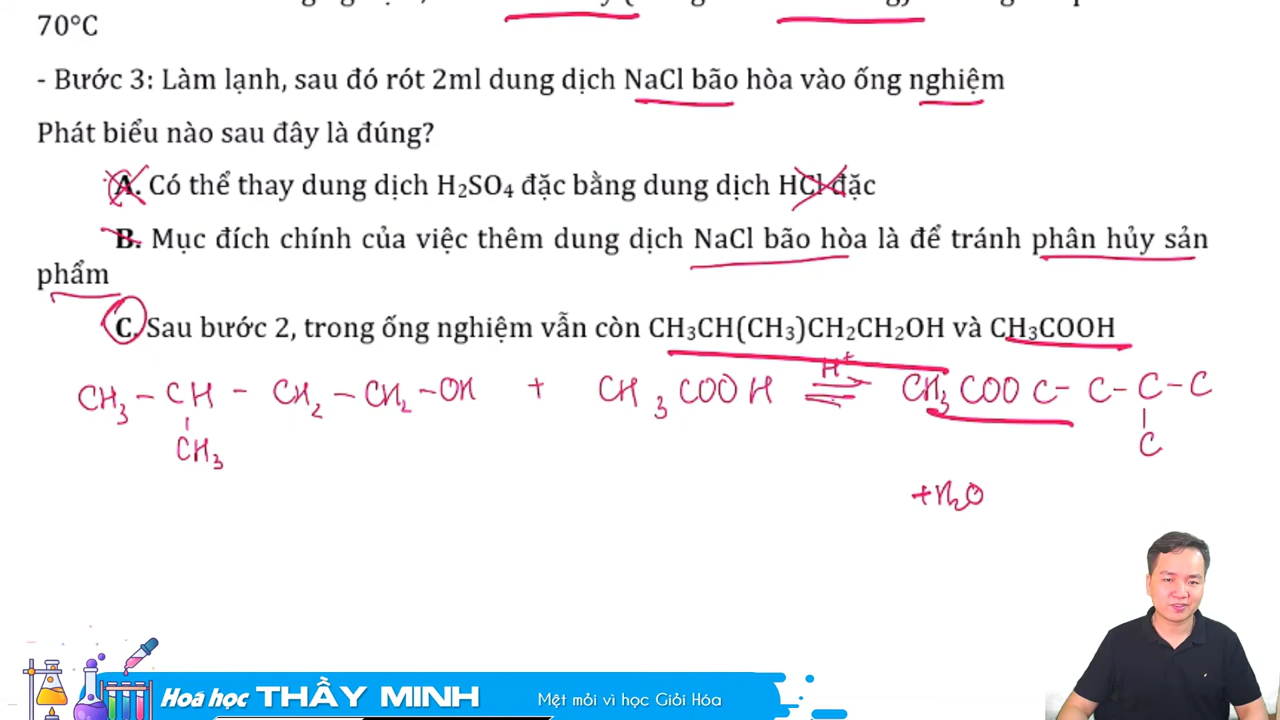 70°C
- Bước 3: Làm lạnh, sau đó rót 2ml dung dịch NaCl bão hòa vào ống nghiệm
Phát biểu nào sau đây là đúng?
A. Có thể thay dung dịch H₂SO₄ đặc bằng dung dịch HCl đặc
B. Mục đích chính của việc thêm dung dịch NaCl bão hòa là để tránh phân hủy sản
phẩm
C. Sau bước 2, trong ống nghiệm vẫn còn CH₃CH(CH₃)CH₂CH₂OH và CH₃COOH
H⁺
CH₃ – CH – CH₂ – CH₂ – OH + CH₃COOH ⇌ CH₃COOC – C – C – C
CH₃ C
+ H₂O
Hoá học THẦY MINH Mệt mỏi vì học Giỏi Hóa